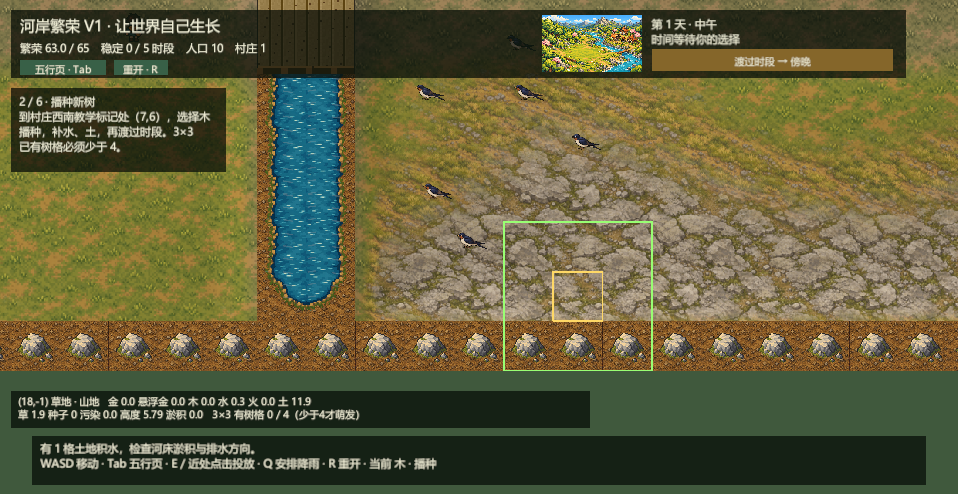 河岸繁荣 V1 · 让世界自己生长
繁荣 63.0 / 65 稳定 0 / 5 时段 人口 10 村庄 1
五行页 · Tab 重开 · R
第 1 天 · 中午
时间等待你的选择
渡过时段 → 傍晚
2 / 6 · 播种新树
到村庄西南教学标记处（7,6），选择木
播种，补水、土，再渡过时段。3×3
已有树格必须少于 4。
(18,-1) 草地 · 山地 金 0.0 悬浮金 0.0 木 0.0 水 0.3 火 0.0 土 11.9
草 1.9 种子 0 污染 0.0 高度 5.79 淤积 0.0 3×3 有树格 0 / 4（少于4才萌发）
有 1 格土地积水，检查河床淤积与排水方向。
WASD 移动 · Tab 五行页 · E / 近处点击投放 · Q 安排降雨 · R 重开 · 当前 木 · 播种